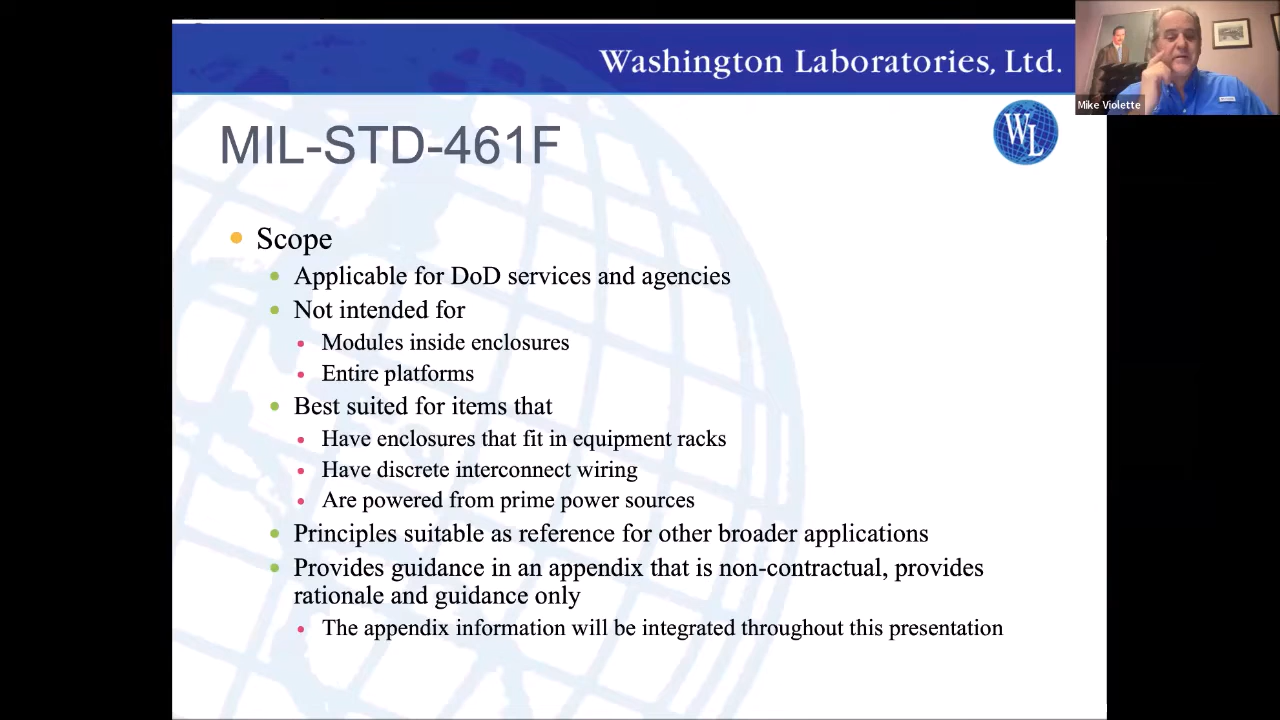 Washington Laboratories, Ltd.
Mike Violette
WL
MIL-STD-461F
Scope
Applicable for DoD services and agencies
Not intended for
Modules inside enclosures
Entire platforms
Best suited for items that
Have enclosures that fit in equipment racks
Have discrete interconnect wiring
Are powered from prime power sources
Principles suitable as reference for other broader applications
Provides guidance in an appendix that is non-contractual, provides
rationale and guidance only
The appendix information will be integrated throughout this presentation